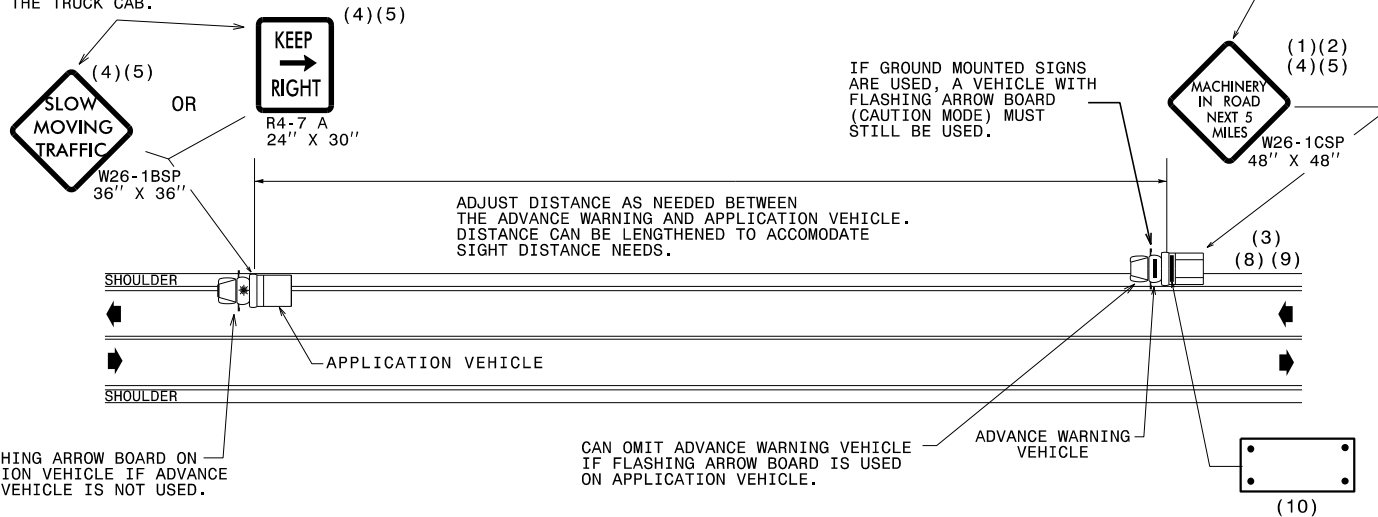 THE TRUCK CAB.
(4)(5)
KEEP
RIGHT
R4-7 A
24" X 30"
(4)(5)
SLOW
MOVING
TRAFFIC
OR
W26-1BSP
36" X 36"
IF GROUND MOUNTED SIGNS
ARE USED, A VEHICLE WITH
FLASHING ARROW BOARD
(CAUTION MODE) MUST
STILL BE USED.
(1)(2)
(4)(5)
MACHINERY
IN ROAD
NEXT 5
MILES
W26-1CSP
48" X 48"
ADJUST DISTANCE AS NEEDED BETWEEN
THE ADVANCE WARNING AND APPLICATION VEHICLE.
DISTANCE CAN BE LENGTHENED TO ACCOMODATE
SIGHT DISTANCE NEEDS.
(3)
(8)(9)
SHOULDER
APPLICATION VEHICLE
SHOULDER
HING ARROW BOARD ON
ION VEHICLE IF ADVANCE
VEHICLE IS NOT USED.
CAN OMIT ADVANCE WARNING VEHICLE
IF FLASHING ARROW BOARD IS USED
ON APPLICATION VEHICLE.
ADVANCE WARNING
VEHICLE
(10)